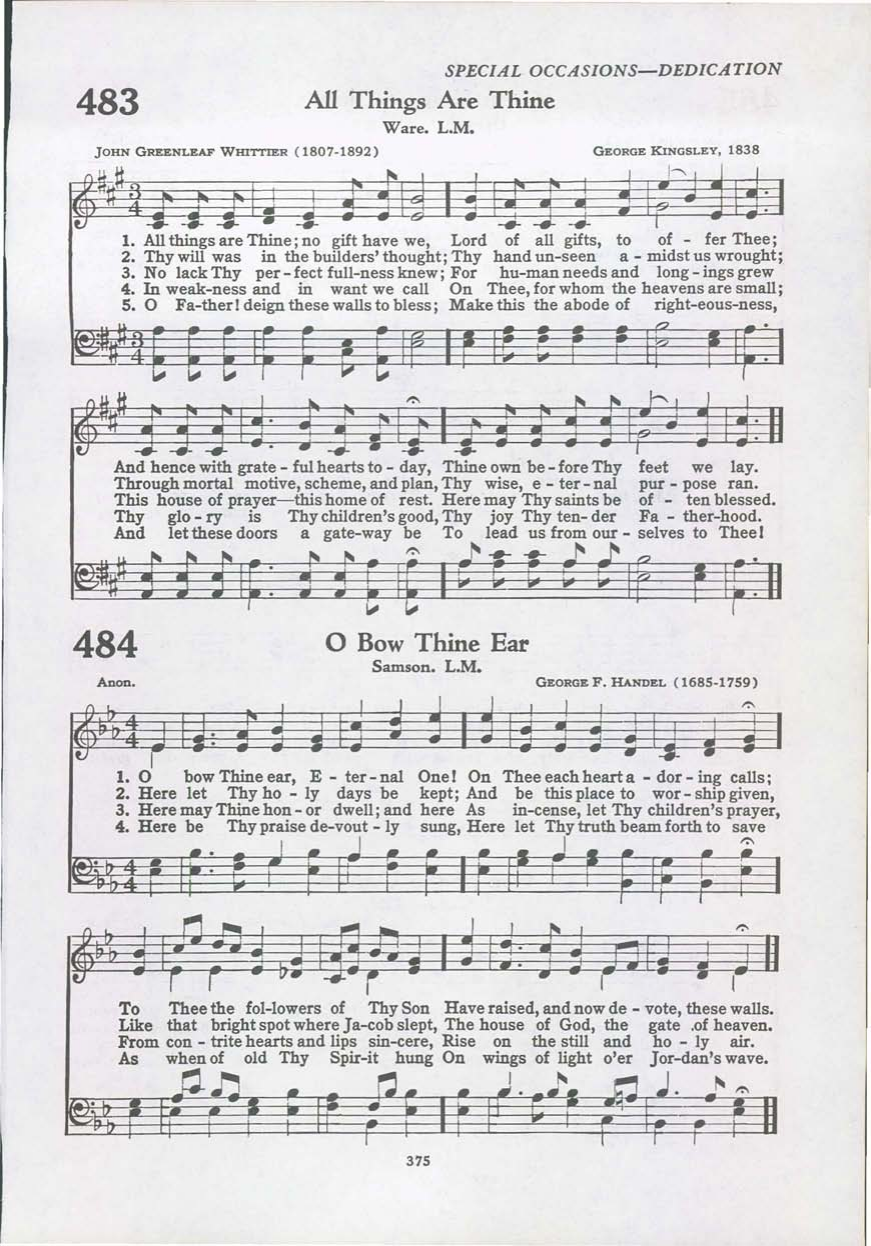 SPECIAL OCCASIONS—DEDICATION
483 All Things Are Thine
Ware. L.M.
JOHN GREENLEAF WHITTIER (1807-1892) GEORGE KINGSLEY, 1838
1. All things are Thine; no gift have we, Lord of all gifts, to of - fer Thee;
2. Thy will was in the builders' thought; Thy hand un-seen a - midst us wrought;
3. No lack Thy per - fect full-ness knew; For hu-man needs and long - ings grew
4. In weak-ness and in want we call On Thee, for whom the heavens are small;
5. O Fa-ther! deign these walls to bless; Make this the abode of right-eous-ness,
And hence with grate - ful hearts to - day, Thine own be - fore Thy feet we lay.
Through mortal motive, scheme, and plan, Thy wise, e - ter - nal pur - pose ran.
This house of prayer—this home of rest. Here may Thy saints be of - ten blessed.
Thy glo - ry is Thy children's good, Thy joy Thy ten - der Fa - ther-hood.
And let these doors a gate-way be To lead us from our - selves to Thee!
484 O Bow Thine Ear
Samson. L.M.
Anon. GEORGE F. HANDEL (1685-1759)
1. O bow Thine ear, E - ter - nal One! On Thee each heart a - dor - ing calls;
2. Here let Thy ho - ly days be kept; And be this place to wor - ship given,
3. Here may Thine hon - or dwell; and here As in-cense, let Thy children's prayer,
4. Here be Thy praise de-vout - ly sung, Here let Thy truth beam forth to save
To Thee the fol-lowers of Thy Son Have raised, and now de - vote, these walls.
Like that bright spot where Ja-cob slept, The house of God, the gate .of heaven.
From con - trite hearts and lips sin-cere, Rise on the still and ho - ly air.
As when of old Thy Spir-it hung On wings of light o'er Jor-dan's wave.
375